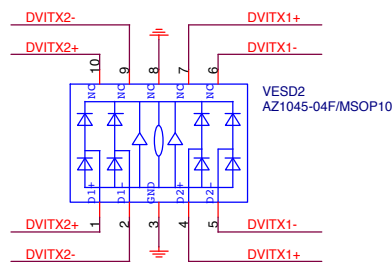 DVITX2- DVITX1+
DVITX2+ DVITX1-
10 9 8 7 6
NC NC NC NC NC
VESD2
AZ1045-04F/MSOP10
D1+ D1- GND D2+ D2-
1 2 3 4 5
DVITX2+ DVITX1-
DVITX2- DVITX1+